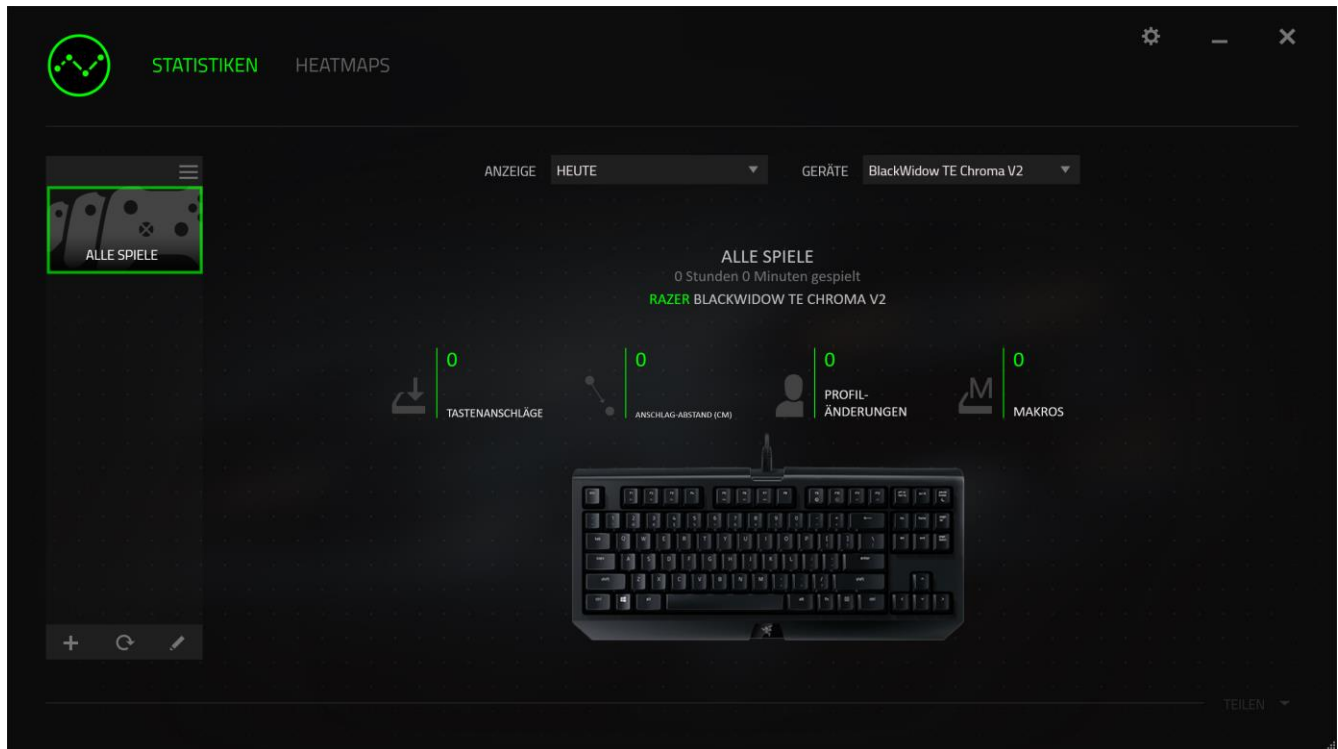 STATISTIKEN HEATMAPS
ANZEIGE HEUTE GERÄTE BlackWidow TE Chroma V2
ALLE SPIELE
ALLE SPIELE
0 Stunden 0 Minuten gespielt
RAZER BLACKWIDOW TE CHROMA V2
0
TASTENANSCHLÄGE
0
ANSCHLAG-ABSTAND (CM)
0
PROFIL-
ÄNDERUNGEN
0
MAKROS
TEILEN